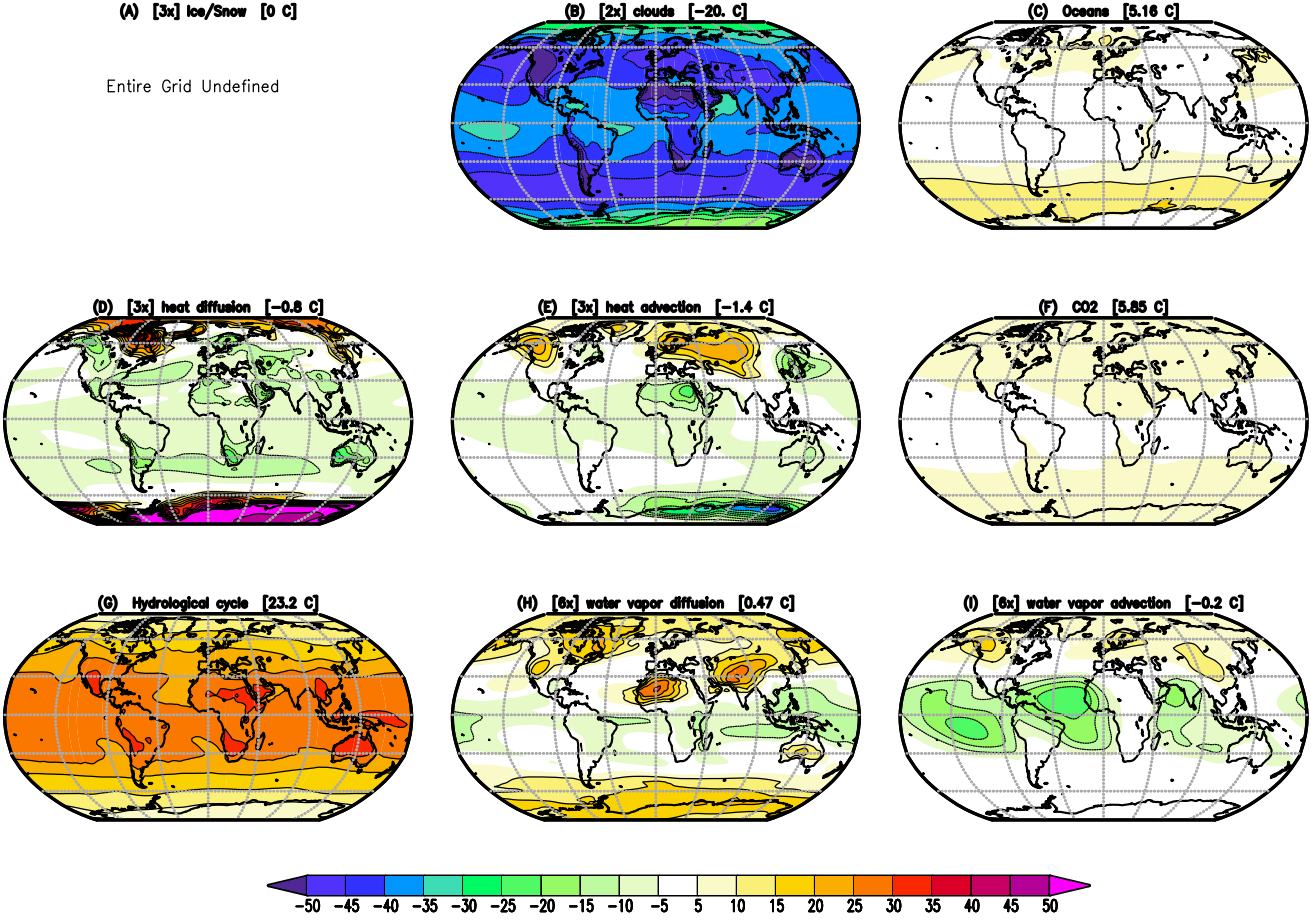 (A) [3x] Ice/Snow [0 C]
(B) [2x] clouds [-20. C]
(C) Oceans [5.16 C]
Entire Grid Undefined
(D) [3x] heat diffusion [-0.8 C]
(E) [3x] heat advection [-1.4 C]
(F) CO2 [5.85 C]
(G) Hydrological cycle [23.2 C]
(H) [6x] water vapor diffusion [0.47 C]
(I) [6x] water vapor advection [-0.2 C]
-50 -45 -40 -35 -30 -25 -20 -15 -10 -5 5 10 15 20 25 30 35 40 45 50